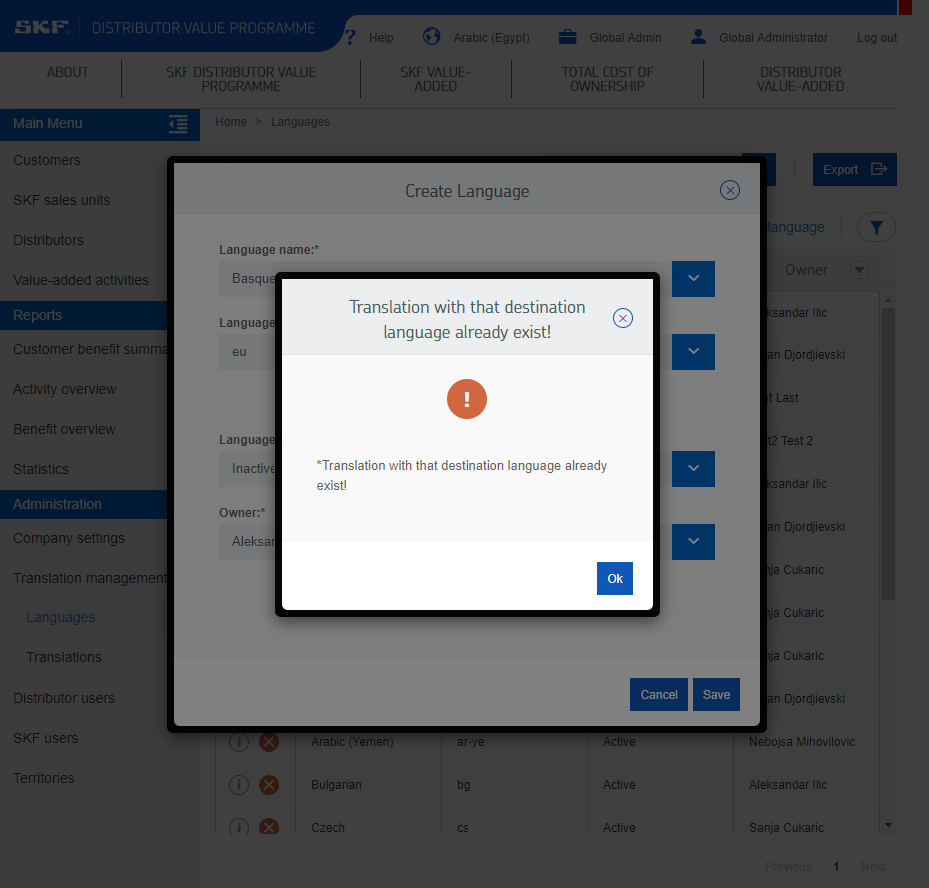 SKF
DISTRIBUTOR VALUE PROGRAMME
Help
Arabic (Egypt)
Global Admin
Global Administrator
Log out
ABOUT
SKF DISTRIBUTOR VALUE
PROGRAMME
SKF VALUE-
ADDED
TOTAL COST OF
OWNERSHIP
DISTRIBUTOR
VALUE-ADDED
Main Menu
Home > Languages
Customers
SKF sales units
Distributors
Value-added activities
Reports
Customer benefit summa
Activity overview
Benefit overview
Statistics
Administration
Company settings
Translation management
Languages
Translations
Distributor users
SKF users
Territories
Export
language
Owner
Create Language
Language name:*
Basque
Language
eu
Language
Inactive
Owner:*
Aleksan
Cancel
Save
Translation with that destination
language already exist!
!
*Translation with that destination language already
exist!
Ok
ksandar Ilic
an Djordjievski
st Last
t2 Test 2
ksandar Ilic
an Djordjievski
nja Cukaric
nja Cukaric
nja Cukaric
an Djordjievski
Arabic (Yemen) ar-ye Active Nebojsa Mihovilovic
Bulgarian bg Active Aleksandar Ilic
Czech cs Active Sanja Cukaric
Previous 1 Next